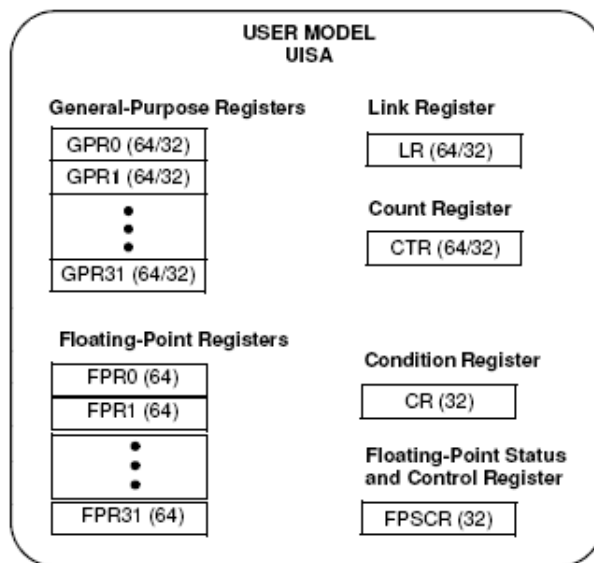 USER MODEL
UISA
General-Purpose Registers
GPR0 (64/32)
GPR1 (64/32)
GPR31 (64/32)
Link Register
LR (64/32)
Count Register
CTR (64/32)
Floating-Point Registers
FPR0 (64)
FPR1 (64)
FPR31 (64)
Condition Register
CR (32)
Floating-Point Status
and Control Register
FPSCR (32)